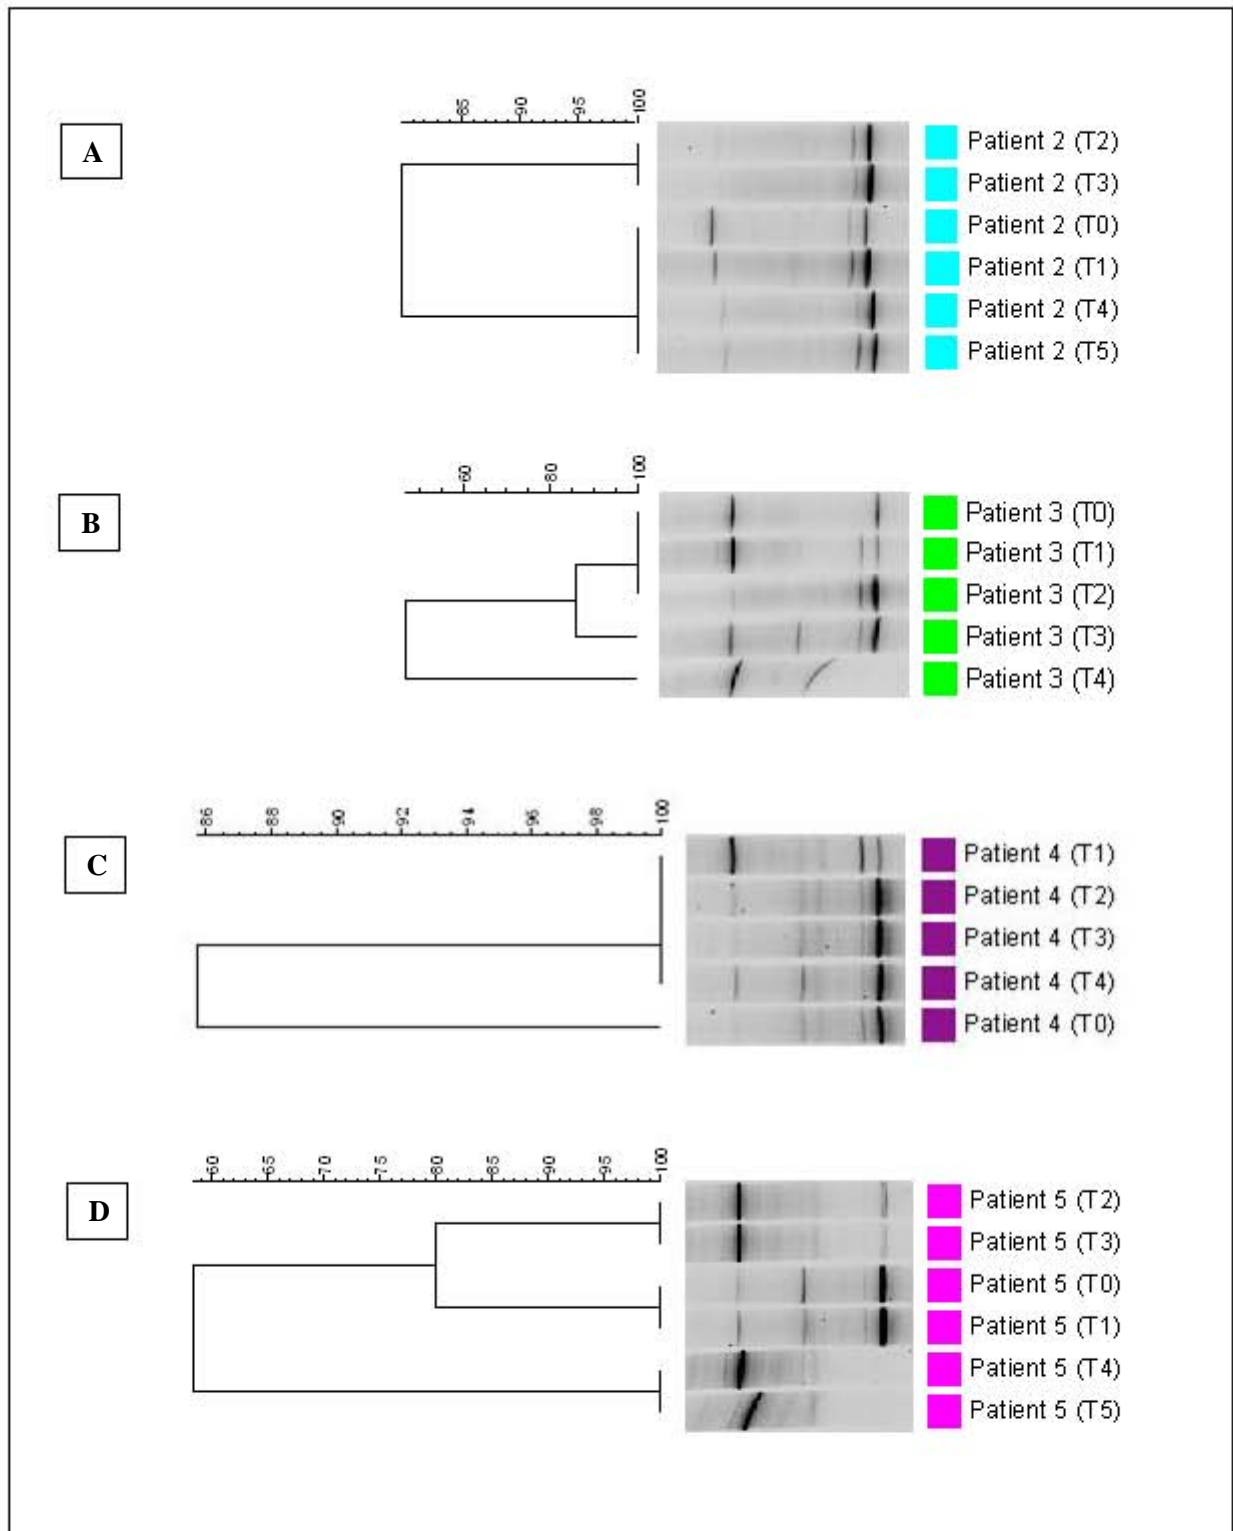 85 90 95 100
A
Patient 2 (T2)
Patient 2 (T3)
Patient 2 (T0)
Patient 2 (T1)
Patient 2 (T4)
Patient 2 (T5)
60 80 100
B
Patient 3 (T0)
Patient 3 (T1)
Patient 3 (T2)
Patient 3 (T3)
Patient 3 (T4)
86 88 90 92 94 96 98 100
C
Patient 4 (T1)
Patient 4 (T2)
Patient 4 (T3)
Patient 4 (T4)
Patient 4 (T0)
60 65 70 75 80 85 90 95 100
D
Patient 5 (T2)
Patient 5 (T3)
Patient 5 (T0)
Patient 5 (T1)
Patient 5 (T4)
Patient 5 (T5)